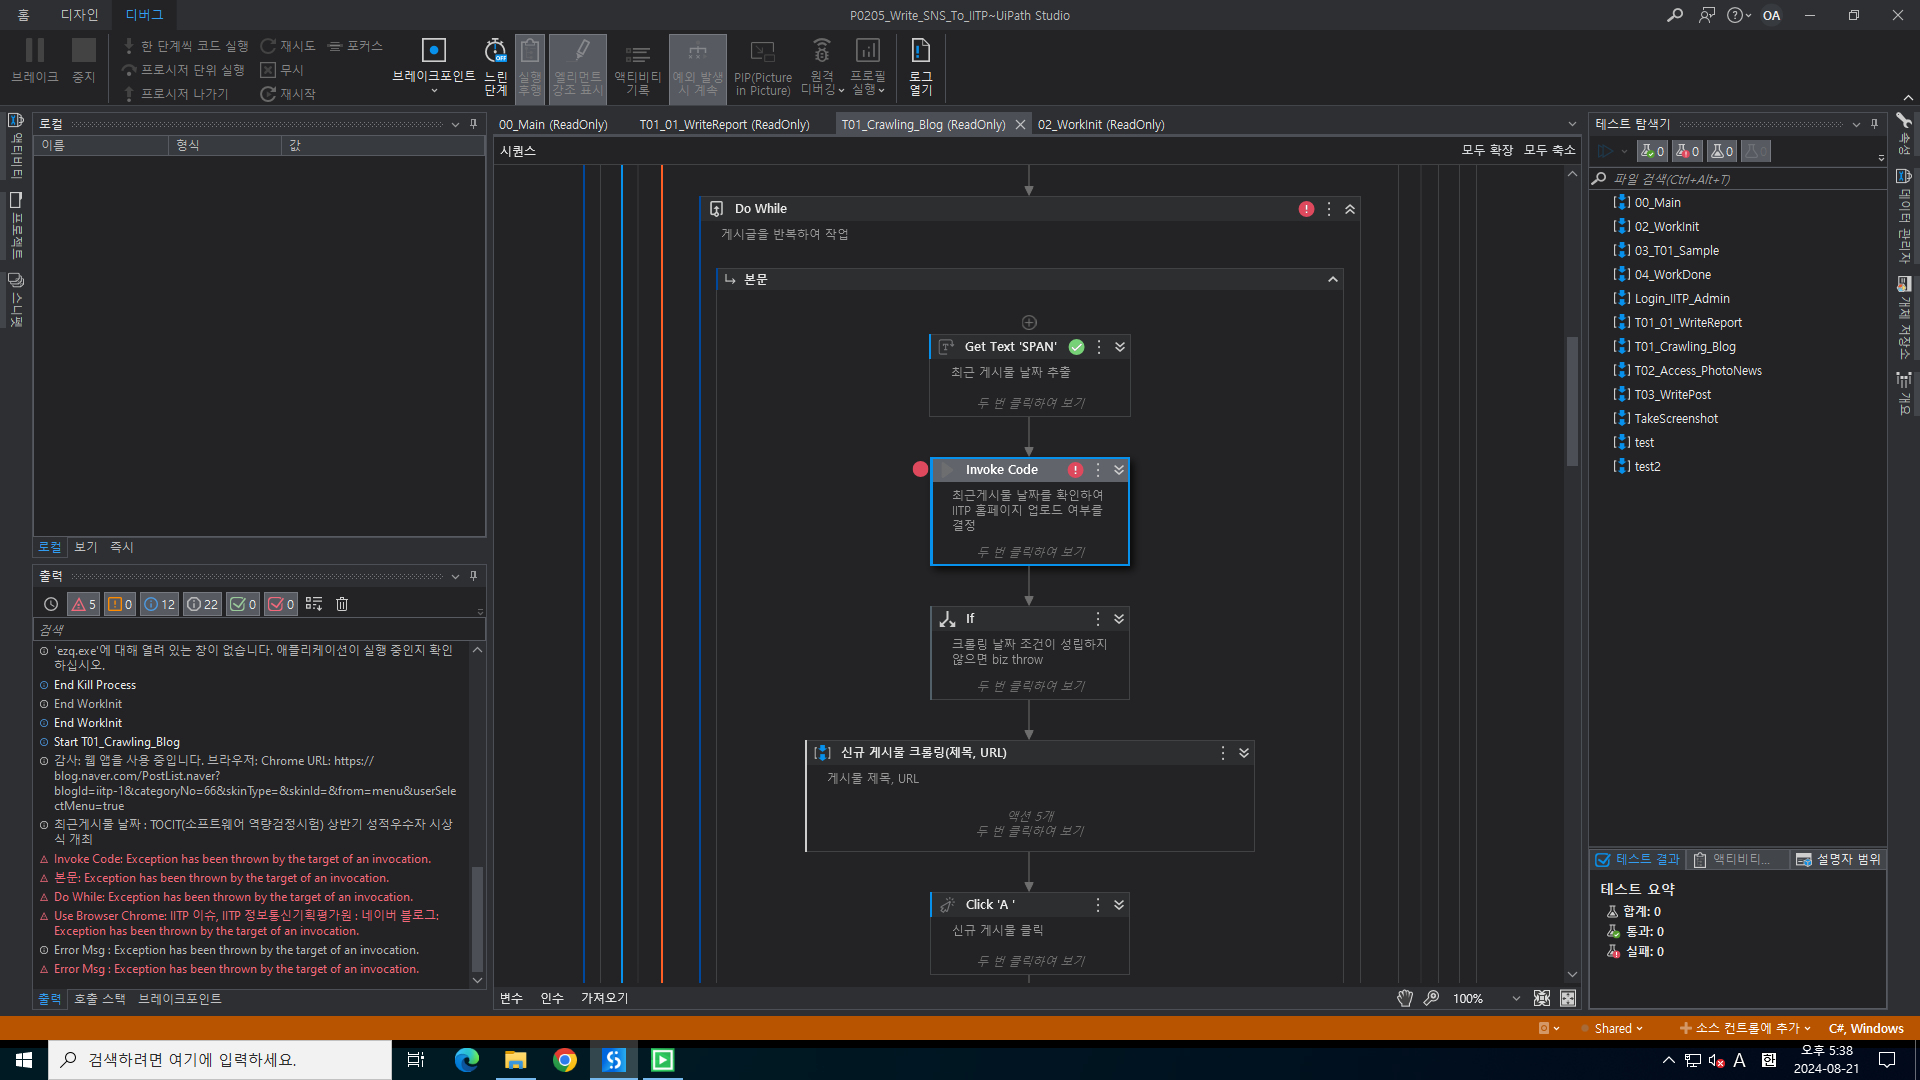 홈 디자인 디버그
P0205_Write_SNS_To_IITP~UiPath Studio
OA
브레이크 중지
한 단계씩 코드 실행
프로시저 단위 실행
프로시저 나가기
재시도 포커스
무시
재시작
브레이크포인트
느린
단계
실행
후행
엘리먼트
강조 표시
액티비티
기록
예외 발생
시 계속
PIP(Picture
in Picture)
원격
디버깅
프로필
실행
로그
열기
액티비티
프로젝트
스니펫
로컬
이름 형식 값
로컬 보기 즉시
출력
5 0 12 22 0 0
검색
'ezq.exe'에 대해 열려 있는 창이 없습니다. 애플리케이션이 실행 중인지 확인
하십시오.
End Kill Process
End WorkInit
End WorkInit
Start T01_Crawling_Blog
감사: 웹 앱을 사용 중입니다. 브라우저: Chrome URL: https://
blog.naver.com/PostList.naver?
blogId=iitp-1&categoryNo=66&skinType=&skinId=&from=menu&userSele
ctMenu=true
최근게시물 날짜 : TOCIT(소프트웨어 역량검정시험) 상반기 성적우수자 시상
식 개최
Invoke Code: Exception has been thrown by the target of an invocation.
본문: Exception has been thrown by the target of an invocation.
Do While: Exception has been thrown by the target of an invocation.
Use Browser Chrome: IITP 이슈, IITP 정보통신기획평가원 : 네이버 블로그:
Exception has been thrown by the target of an invocation.
Error Msg : Exception has been thrown by the target of an invocation.
Error Msg : Exception has been thrown by the target of an invocation.
출력 호출 스택 브레이크포인트
00_Main (ReadOnly) T01_01_WriteReport (ReadOnly) T01_Crawling_Blog (ReadOnly) 02_WorkInit (ReadOnly)
시퀀스 모두 확장 모두 축소
Do While
게시글을 반복하여 작업
본문
Get Text 'SPAN'
최근 게시물 날짜 추출
두 번 클릭하여 보기
Invoke Code
최근게시물 날짜를 확인하여
IITP 홈페이지 업로드 여부를
결정
두 번 클릭하여 보기
If
크롤링 날짜 조건이 성립하지
않으면 biz throw
두 번 클릭하여 보기
신규 게시물 크롤링(제목, URL)
게시물 제목, URL
액션 5개
두 번 클릭하여 보기
Click 'A '
신규 게시물 클릭
두 번 클릭하여 보기
변수 인수 가져오기 100%
테스트 탐색기
0 0 0 0
파일 검색(Ctrl+Alt+T)
00_Main
02_WorkInit
03_T01_Sample
04_WorkDone
Login_IITP_Admin
T01_01_WriteReport
T01_Crawling_Blog
T02_Access_PhotoNews
T03_WritePost
TakeScreenshot
test
test2
테스트 결과 액티비티... 설명자 범위
테스트 요약
합계: 0
통과: 0
실패: 0
속성
데이터 관리자
개체 저장소
개요
Shared 소스 컨트롤에 추가 C#, Windows
검색하려면 여기에 입력하세요.
A 한
오후 5:38
2024-08-21